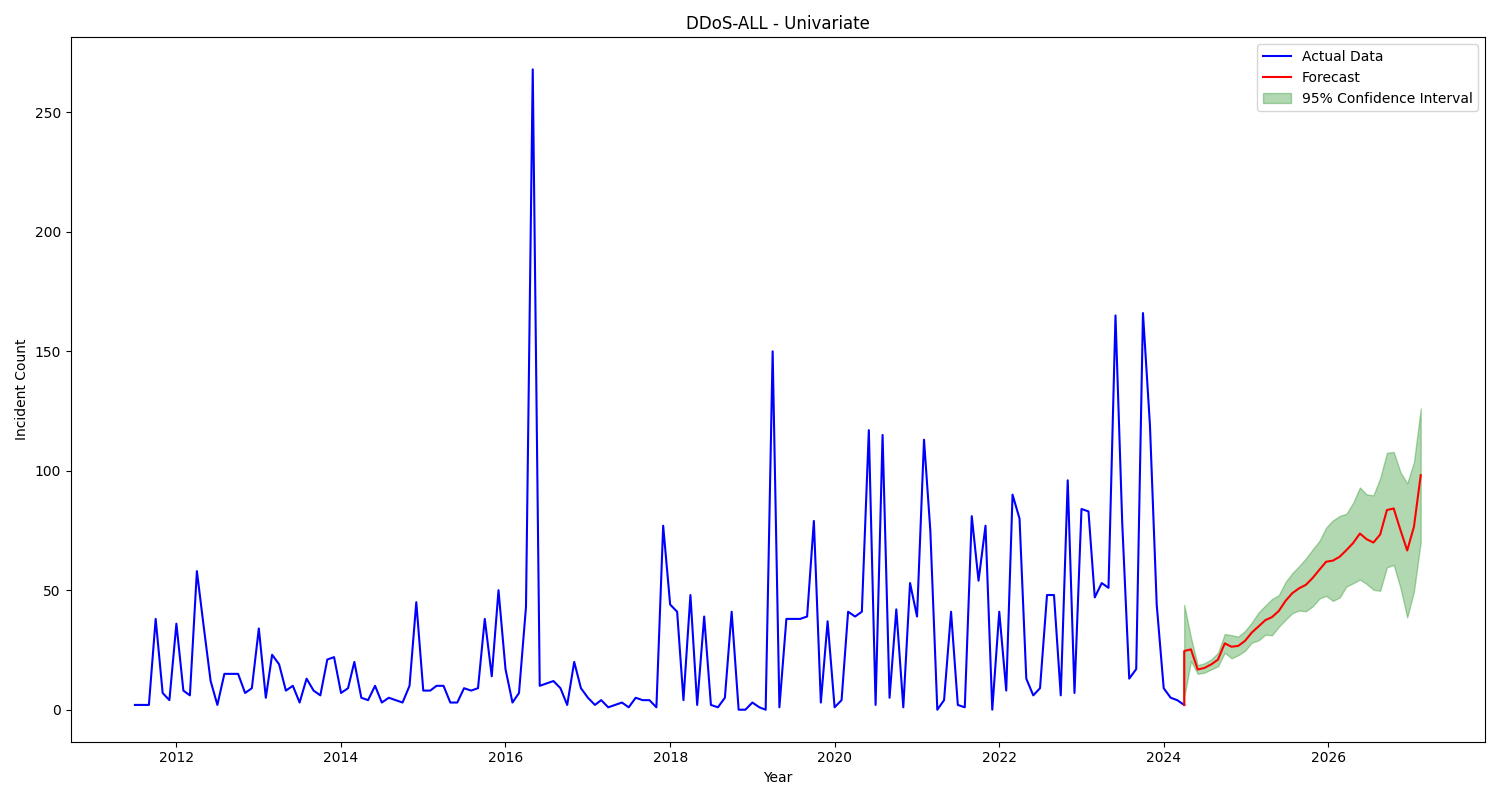 DDoS-ALL - Univariate
Actual Data
Forecast
95% Confidence Interval
Incident Count
250
200
150
100
50
0
2012 2014 2016 2018 2020 2022 2024 2026
Year